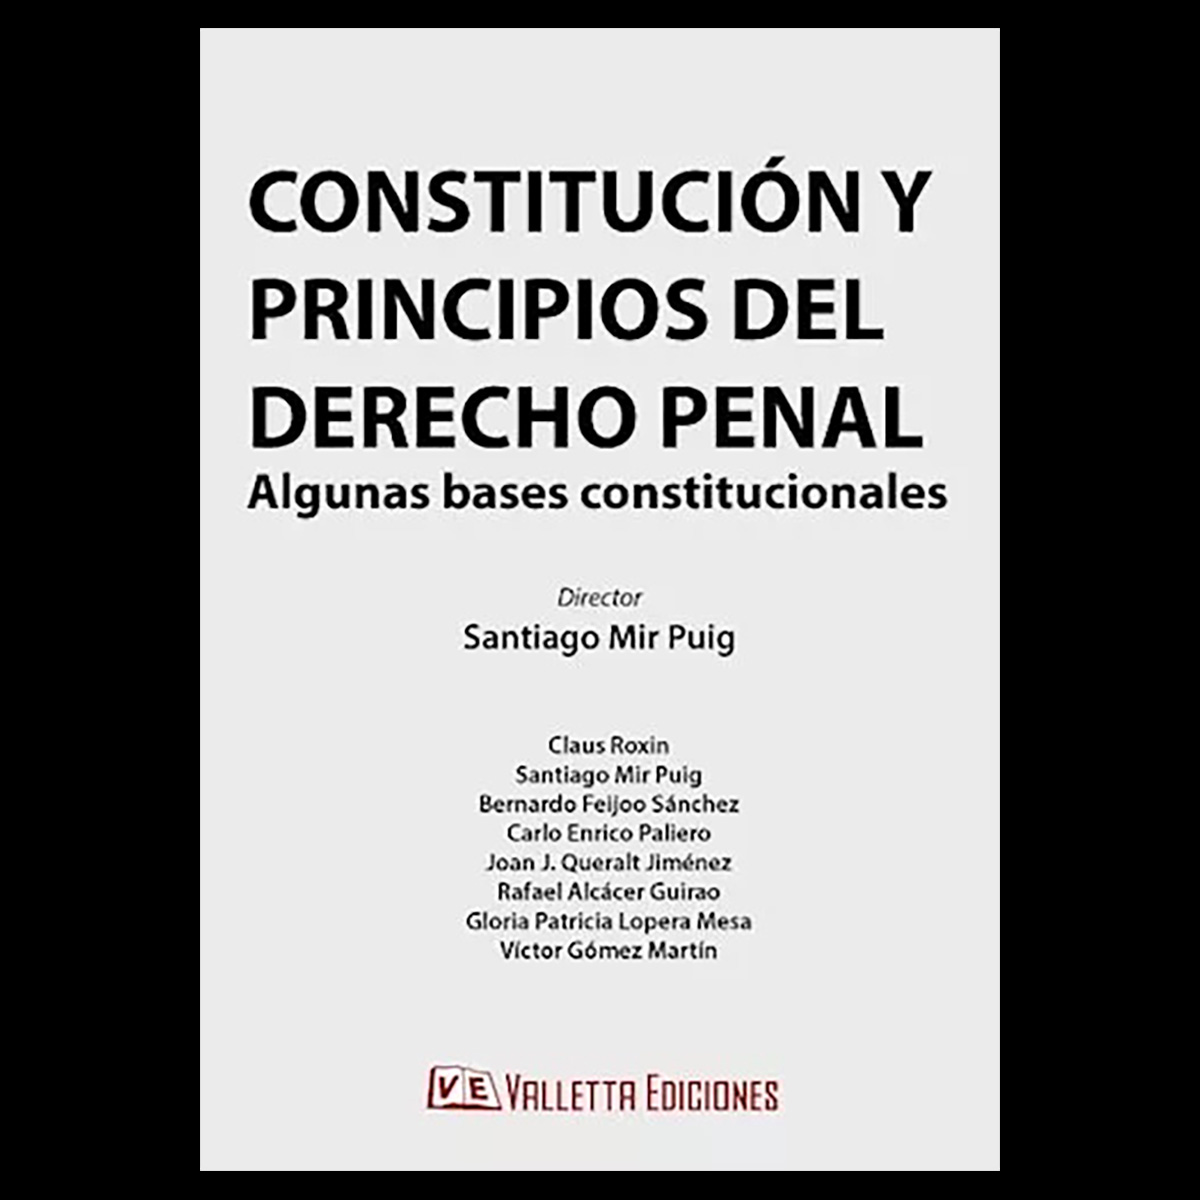 CONSTITUCIÓN Y
PRINCIPIOS DEL
DERECHO PENAL
Algunas bases constitucionales
Director
Santiago Mir Puig
Claus Roxin
Santiago Mir Puig
Bernardo Feijoo Sánchez
Carlo Enrico Paliero
Joan J. Queralt Jiménez
Rafael Alcácer Guirao
Gloria Patricia Lopera Mesa
Víctor Gómez Martín
VE VALLETTA EDICIONES